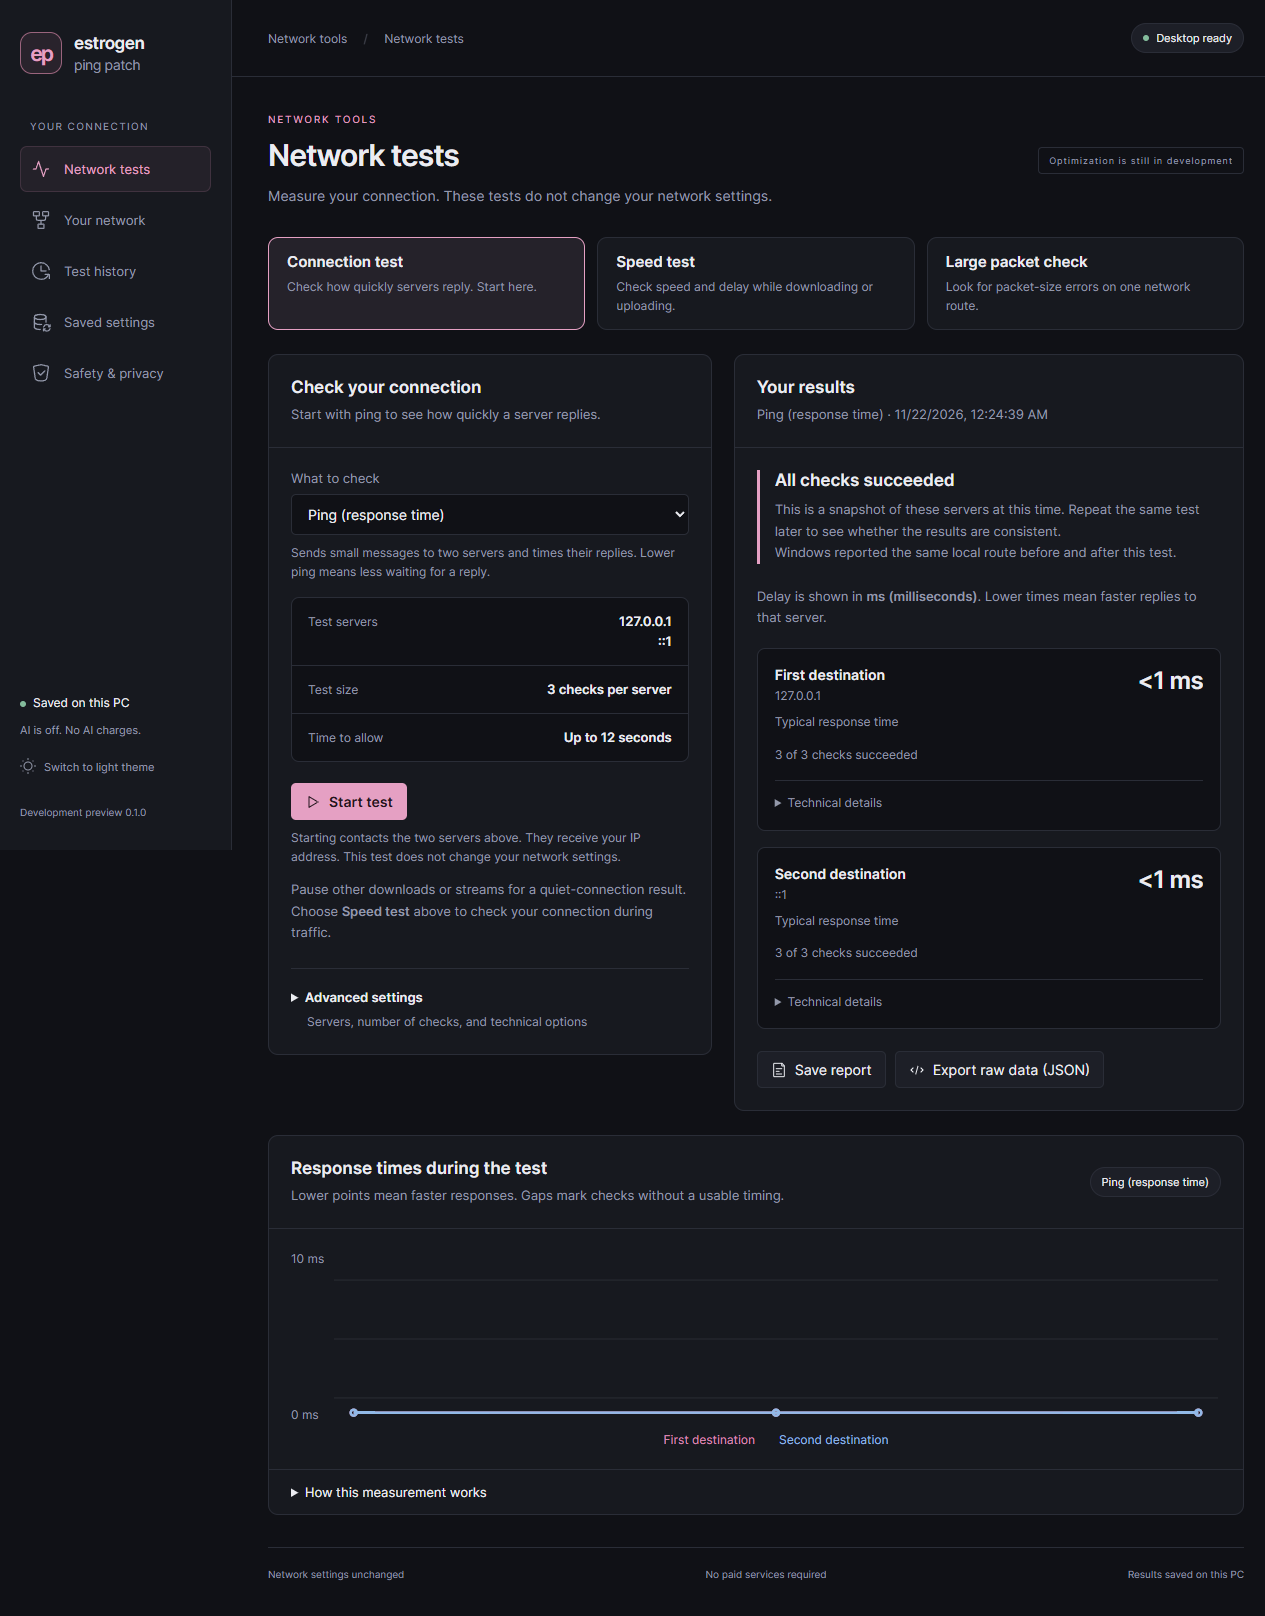 ep
estrogen
ping patch
YOUR CONNECTION
Network tests
Your network
Test history
Saved settings
Safety & privacy
Saved on this PC
AI is off. No AI charges.
Switch to light theme
Development preview 0.1.0
Network tools / Network tests
Desktop ready
NETWORK TOOLS
Network tests
Optimization is still in development
Measure your connection. These tests do not change your network settings.
Connection test
Check how quickly servers reply. Start here.
Speed test
Check speed and delay while downloading or
uploading.
Large packet check
Look for packet-size errors on one network
route.
Check your connection
Start with ping to see how quickly a server replies.
What to check
Ping (response time)
Sends small messages to two servers and times their replies. Lower
ping means less waiting for a reply.
Test servers 127.0.0.1
::1
Test size 3 checks per server
Time to allow Up to 12 seconds
Start test
Starting contacts the two servers above. They receive your IP
address. This test does not change your network settings.
Pause other downloads or streams for a quiet-connection result.
Choose Speed test above to check your connection during
traffic.
Advanced settings
Servers, number of checks, and technical options
Your results
Ping (response time) · 11/22/2026, 12:24:39 AM
All checks succeeded
This is a snapshot of these servers at this time. Repeat the same test
later to see whether the results are consistent.
Windows reported the same local route before and after this test.
Delay is shown in ms (milliseconds). Lower times mean faster replies to
that server.
First destination <1 ms
127.0.0.1
Typical response time
3 of 3 checks succeeded
Technical details
Second destination <1 ms
::1
Typical response time
3 of 3 checks succeeded
Technical details
Save report
Export raw data (JSON)
Response times during the test
Lower points mean faster responses. Gaps mark checks without a usable timing.
Ping (response time)
10 ms
0 ms
First destination Second destination
How this measurement works
Network settings unchanged No paid services required Results saved on this PC